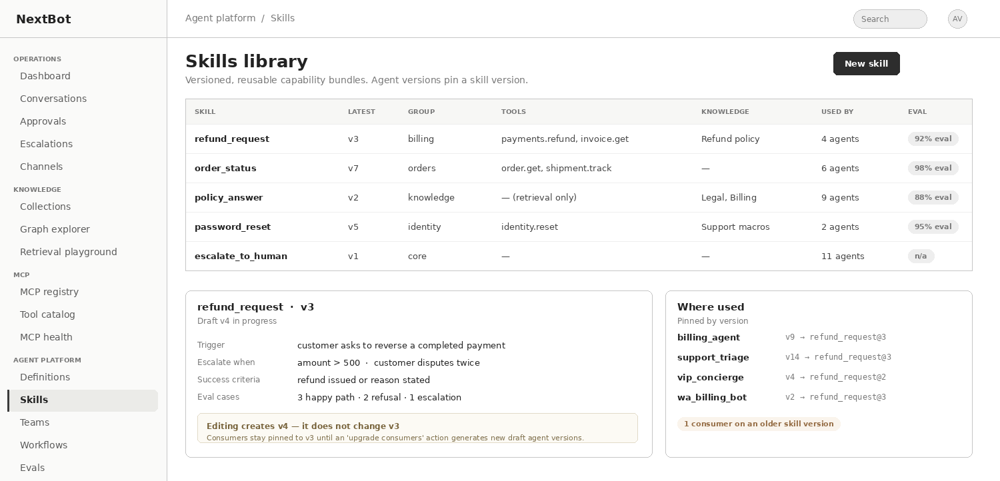 NextBot
Agent platform / Skills
Search
AV
OPERATIONS
Dashboard
Conversations
Approvals
Escalations
Channels
KNOWLEDGE
Collections
Graph explorer
Retrieval playground
MCP
MCP registry
Tool catalog
MCP health
AGENT PLATFORM
Definitions
Skills
Teams
Workflows
Evals
Skills library
Versioned, reusable capability bundles. Agent versions pin a skill version.
New skill
SKILL LATEST GROUP TOOLS KNOWLEDGE USED BY EVAL
refund_request v3 billing payments.refund, invoice.get Refund policy 4 agents 92% eval
order_status v7 orders order.get, shipment.track — 6 agents 98% eval
policy_answer v2 knowledge — (retrieval only) Legal, Billing 9 agents 88% eval
password_reset v5 identity identity.reset Support macros 2 agents 95% eval
escalate_to_human v1 core — — 11 agents n/a
refund_request · v3
Draft v4 in progress
Trigger customer asks to reverse a completed payment
Escalate when amount > 500 · customer disputes twice
Success criteria refund issued or reason stated
Eval cases 3 happy path · 2 refusal · 1 escalation
Editing creates v4 — it does not change v3
Consumers stay pinned to v3 until an 'upgrade consumers' action generates new draft agent versions.
Where used
Pinned by version
billing_agent v9 → refund_request@3
support_triage v14 → refund_request@3
vip_concierge v4 → refund_request@2
wa_billing_bot v2 → refund_request@3
1 consumer on an older skill version